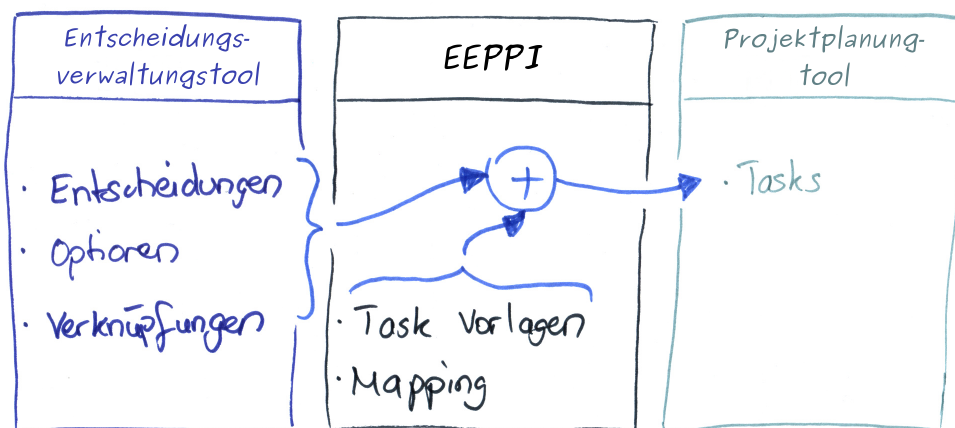 Entscheidungs-
verwaltungstool
EEPPI
Projektplanung-
tool
· Entscheidungen
· Optionen
· Verknüpfungen
+
· Task Vorlagen
· Mapping
· Tasks